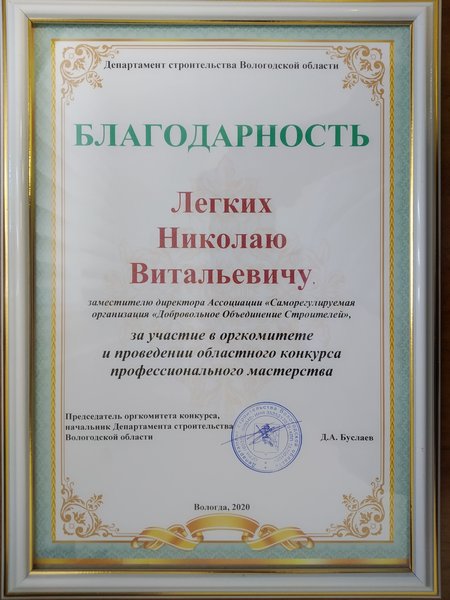 Департамент строительства Вологодской области
БЛАГОДАРНОСТЬ
Легких
Николаю
Витальевичу,
заместителю директора Ассоциации «Саморегулируемая
организация «Добровольное Объединение Строителей»,
за участие в оргкомитете
и проведении областного конкурса
профессионального мастерства
Председатель оргкомитета конкурса,
начальник Департамента строительства
Вологодской области
Д.А. Буслаев
Вологда, 2020